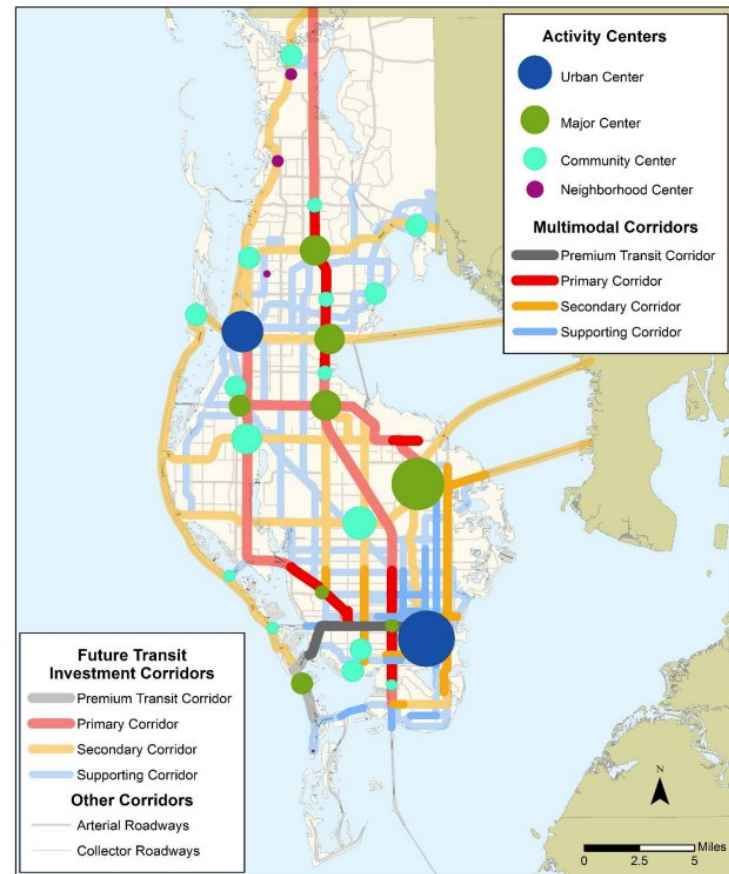 Activity Centers
Urban Center
Major Center
Community Center
Neighborhood Center
Multimodal Corridors
Premium Transit Corridor
Primary Corridor
Secondary Corridor
Supporting Corridor
Future Transit
Investment Corridors
Premium Transit Corridor
Primary Corridor
Secondary Corridor
Supporting Corridor
Other Corridors
Arterial Roadways
Collector Roadways
N
Miles
0 2.5 5